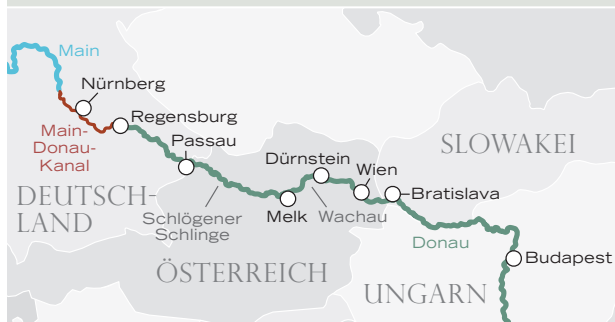 Main
Nürnberg
Regensburg
Main-
Donau-
Kanal
Passau
SLOWAKEI
Dürnstein
Wien
DEUTSCH-
LAND
Bratislava
Schlögener
Schlinge
Melk
Wachau
Donau
ÖSTERREICH
Budapest
UNGARN